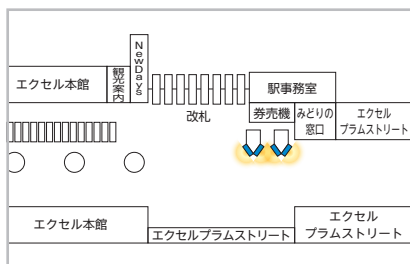 エクセル本館
観光案内
NewDays
改札
駅事務室
券売機
みどりの
窓口
エクセル
プラムストリート
エクセル本館
エクセルプラムストリート
エクセル
プラムストリート